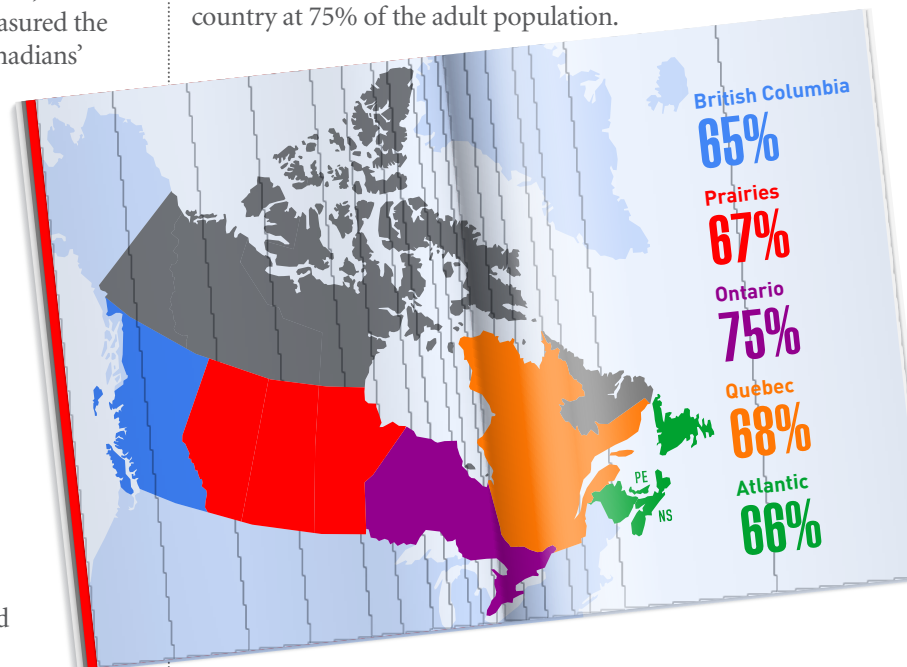 asured the
nadians’
country at 75% of the adult population.
British Columbia
65%
Prairies
67%
Ontario
75%
Quebec
68%
Atlantic
66%
PE
NS
d